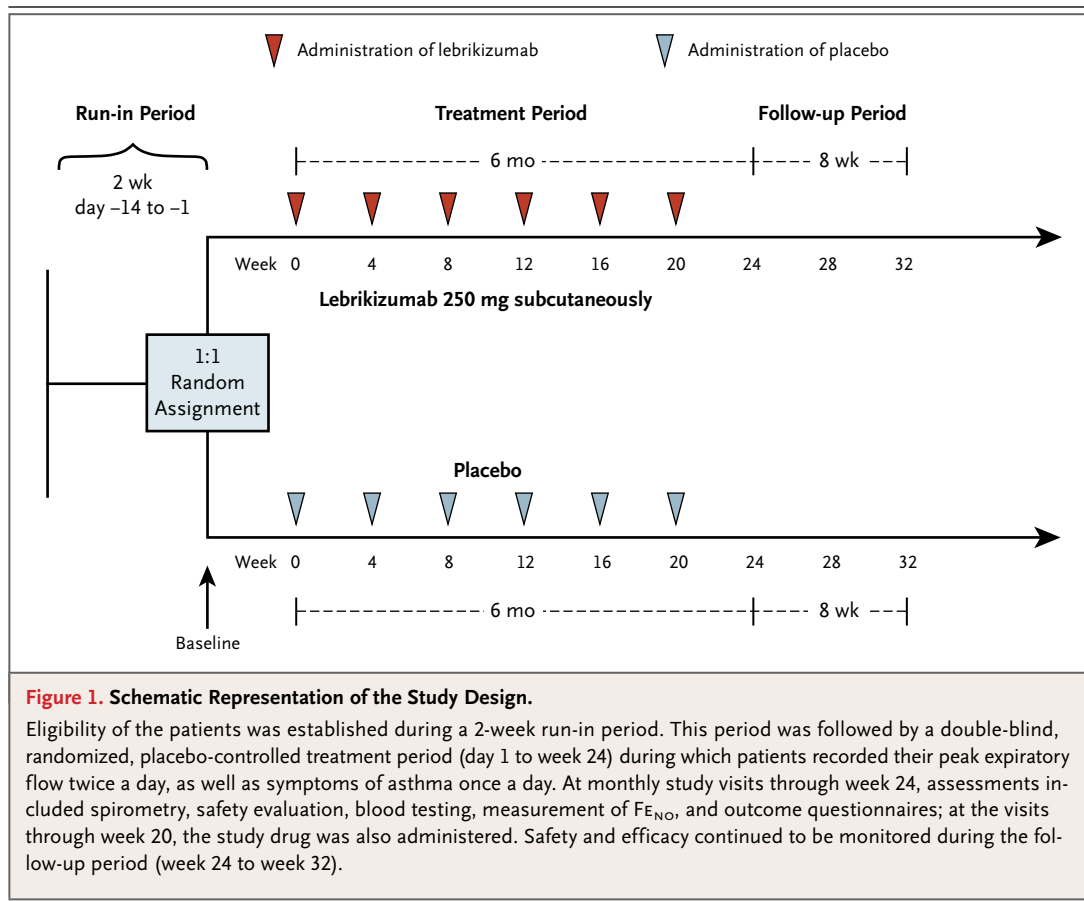 Administration of lebrikizumab
Administration of placebo
Run-in Period
Treatment Period
Follow-up Period
6 mo
8 wk
2 wk
day –14 to –1
Week 0 4 8 12 16 20 24 28 32
Lebrikizumab 250 mg subcutaneously
1:1
Random
Assignment
Placebo
Week 0 4 8 12 16 20 24 28 32
6 mo
8 wk
Baseline
Figure 1. Schematic Representation of the Study Design.
Eligibility of the patients was established during a 2-week run-in period. This period was followed by a double-blind,
randomized, placebo-controlled treatment period (day 1 to week 24) during which patients recorded their peak expiratory
flow twice a day, as well as symptoms of asthma once a day. At monthly study visits through week 24, assessments in-
cluded spirometry, safety evaluation, blood testing, measurement of FENO, and outcome questionnaires; at the visits
through week 20, the study drug was also administered. Safety and efficacy continued to be monitored during the fol-
low-up period (week 24 to week 32).